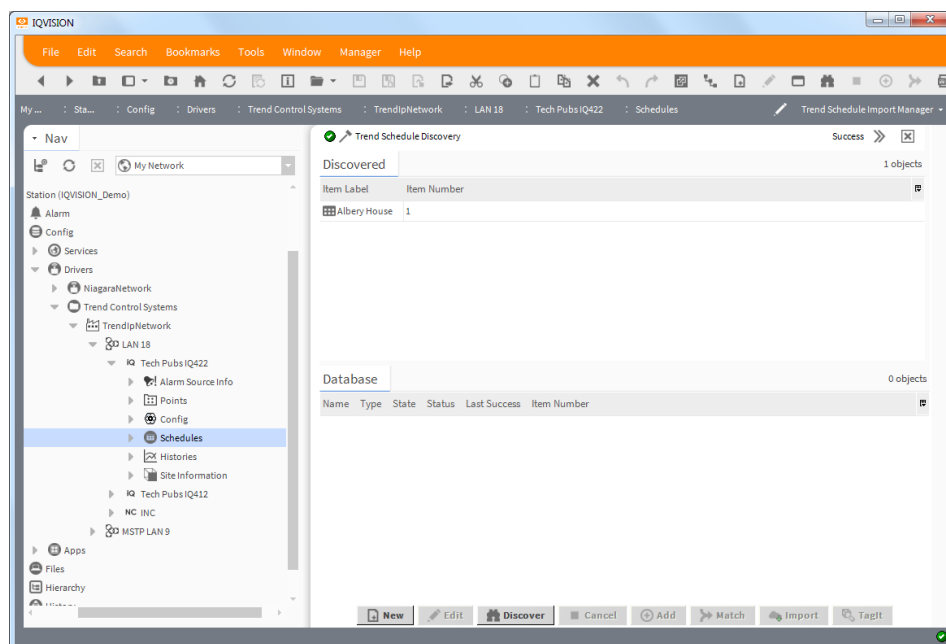 IQVISION
File Edit Search Bookmarks Tools Window Manager Help
My ... : Sta... : Config : Drivers : Trend Control Systems : TrendIpNetwork : LAN 18 : Tech Pubs IQ422 : Schedules Trend Schedule Import Manager
Nav
My Network
Station (IQVISION_Demo)
Alarm
Config
Services
Drivers
NiagaraNetwork
Trend Control Systems
TrendIpNetwork
LAN 18
IQ Tech Pubs IQ422
Alarm Source Info
Points
Config
Schedules
Histories
Site Information
IQ Tech Pubs IQ412
NC INC
MSTP LAN 9
Apps
Files
Hierarchy
Trend Schedule Discovery Success
Discovered 1 objects
Item Label Item Number
Albery House 1
Database 0 objects
Name Type State Status Last Success Item Number
New Edit Discover Cancel Add Match Import TagIt